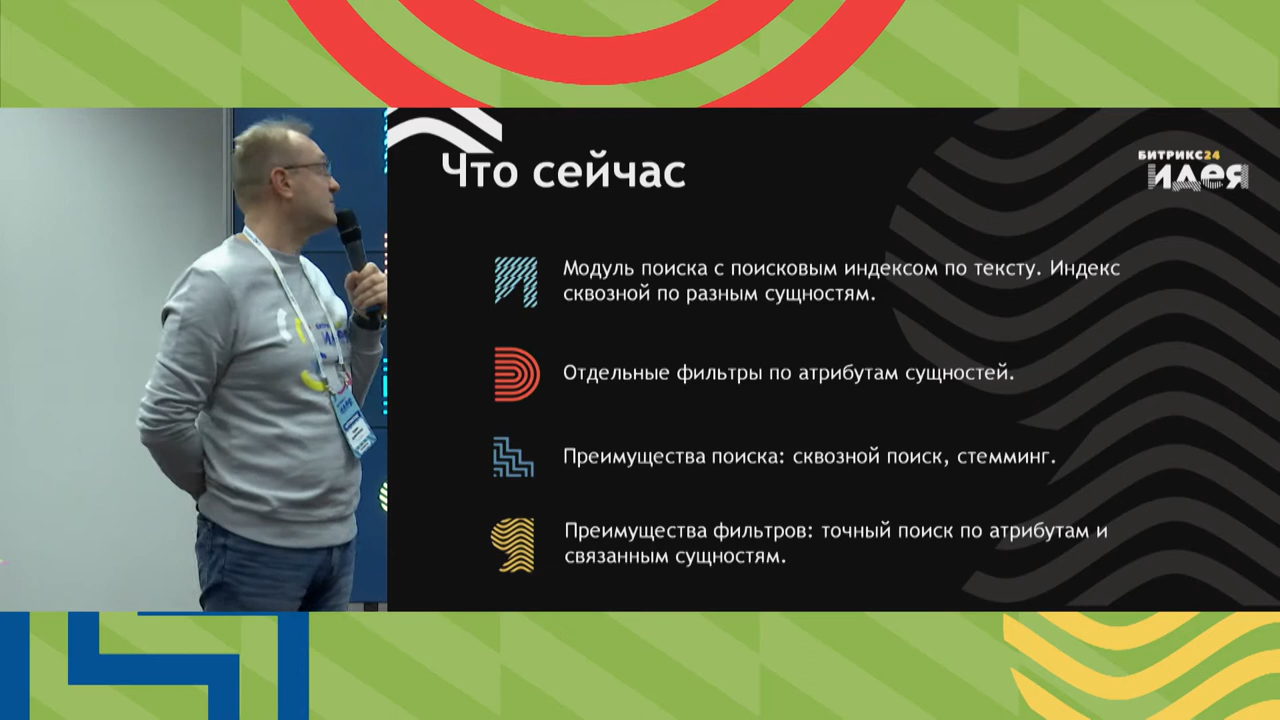 Что сейчас
БИТРИКС24
идея
Модуль поиска с поисковым индексом по тексту. Индекс
сквозной по разным сущностям.
Отдельные фильтры по атрибутам сущностей.
Преимущества поиска: сквозной поиск, стемминг.
Преимущества фильтров: точный поиск по атрибутам и
связанным сущностям.